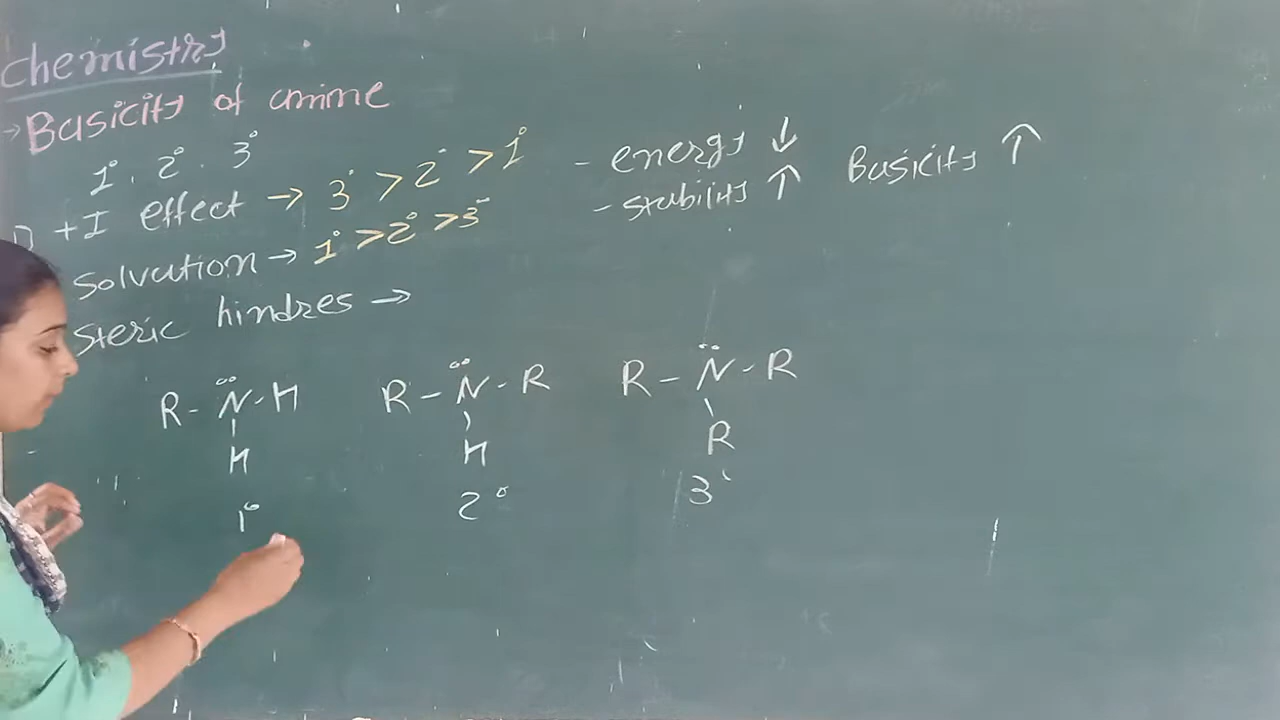 Chemistry
→ Basicity of amine
1°, 2°, 3°
1) +I effect → 3° > 2° > 1°
- energy ↓
- stability ↑
Basicity ↑
Solvation → 1° > 2° > 3°
Steric hindres →
R - N̈ - H
H
1°
R - N̈ - R
H
2°
R - N̈ - R
R
3°